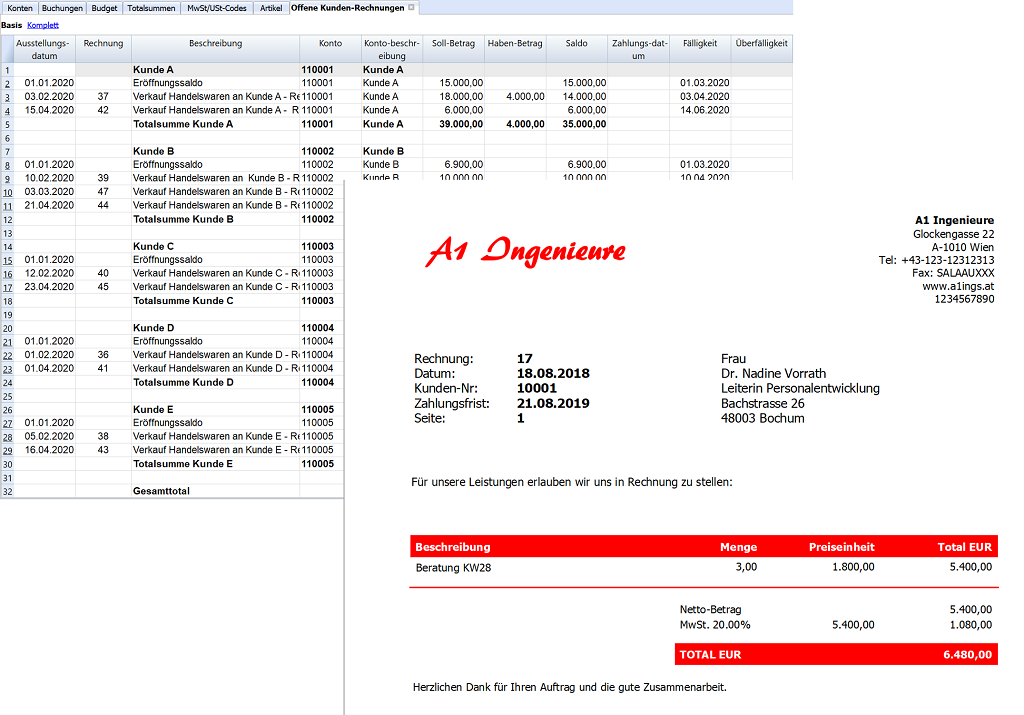 Konten Buchungen Budget Totalsummen MwSt/USt-Codes Artikel Offene Kunden-Rechnungen
Basis Komplett
Ausstellungs-datum Rechnung Beschreibung Konto Konto-beschr-eibung Soll-Betrag Haben-Betrag Saldo Zahlungs-dat-um Fälligkeit Überfälligkeit
1 Kunde A 110001 Kunde A
2 01.01.2020 Eröffnungssaldo 110001 Kunde A 15.000,00 15.000,00 01.03.2020
3 03.02.2020 37 Verkauf Handelswaren an Kunde A - Re 110001 Kunde A 18.000,00 4.000,00 14.000,00 03.04.2020
4 15.04.2020 42 Verkauf Handelswaren an Kunde A - R 110001 Kunde A 6.000,00 6.000,00 14.06.2020
5 Totalsumme Kunde A 110001 Kunde A 39.000,00 4.000,00 35.000,00
6
7 Kunde B 110002 Kunde B
8 01.01.2020 Eröffnungssaldo 110002 Kunde B 6.900,00 6.900,00 01.03.2020
9 10.02.2020 39 Verkauf Handelswaren an Kunde B - R 110002 Kunde B 10.000,00 10.000,00 10.04.2020
10 03.03.2020 47 Verkauf Handelswaren an Kunde B - Re 110002
11 21.04.2020 44 Verkauf Handelswaren an Kunde B - Re 110002
12 Totalsumme Kunde B 110002
13
14 Kunde C 110003
15 01.01.2020 Eröffnungssaldo 110003
16 12.02.2020 40 Verkauf Handelswaren an Kunde C - Re 110003
17 23.04.2020 45 Verkauf Handelswaren an Kunde C - Re 110003
18 Totalsumme Kunde C 110003
19
20 Kunde D 110004
21 01.01.2020 Eröffnungssaldo 110004
22 01.02.2020 36 Verkauf Handelswaren an Kunde D - Re 110004
23 01.04.2020 41 Verkauf Handelswaren an Kunde D - Re 110004
24 Totalsumme Kunde D 110004
25
26 Kunde E 110005
27 01.01.2020 Eröffnungssaldo 110005
28 05.02.2020 38 Verkauf Handelswaren an Kunde E - Re 110005
29 16.04.2020 43 Verkauf Handelswaren an Kunde E - Re 110005
30 Totalsumme Kunde E 110005
31
32 Gesamttotal
A1 Ingenieure
A1 Ingenieure
Glockengasse 22
A-1010 Wien
Tel: +43-123-12312313
Fax: SALAAUXXX
www.a1ings.at
1234567890
Rechnung: 17
Datum: 18.08.2018
Kunden-Nr: 10001
Zahlungsfrist: 21.08.2019
Seite: 1
Frau
Dr. Nadine Vorrath
Leiterin Personalentwicklung
Bachstrasse 26
48003 Bochum
Für unsere Leistungen erlauben wir uns in Rechnung zu stellen:
Beschreibung Menge Preiseinheit Total EUR
Beratung KW28 3,00 1.800,00 5.400,00
Netto-Betrag 5.400,00
MwSt. 20.00% 5.400,00 1.080,00
TOTAL EUR 6.480,00
Herzlichen Dank für Ihren Auftrag und die gute Zusammenarbeit.